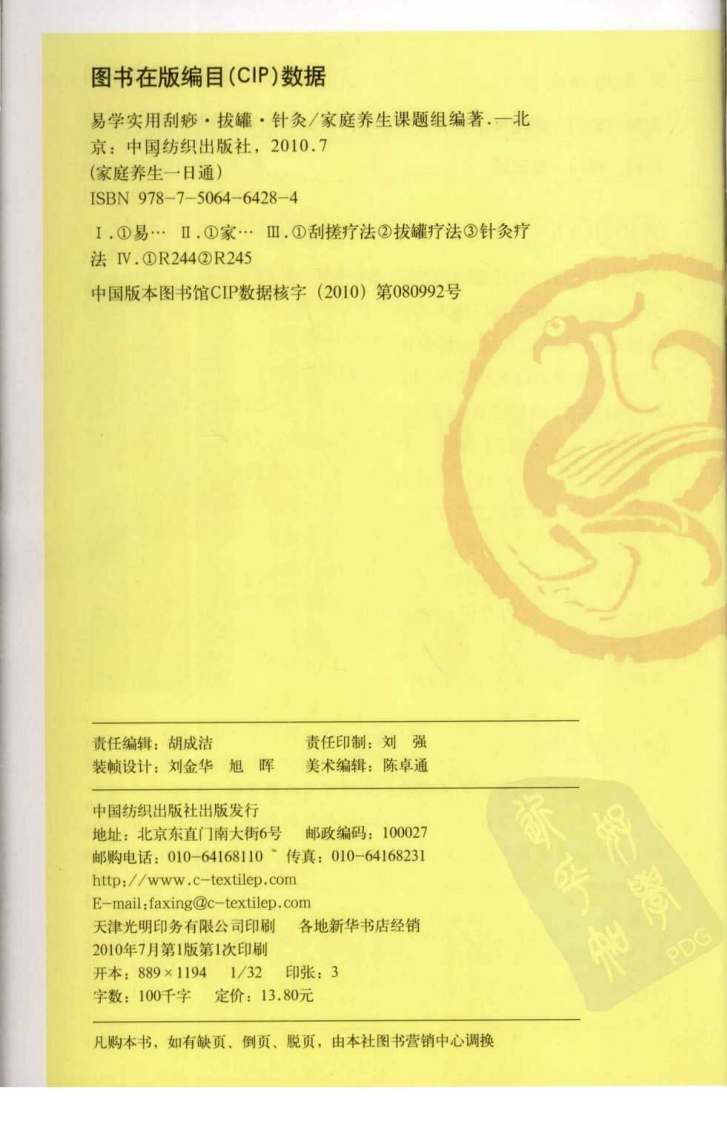 图书在版编目(CIP)数据
易学实用刮痧·拔罐·针灸/家庭养生课题组编著.—北
京：中国纺织出版社，2010.7
(家庭养生一日通)
ISBN 978-7-5064-6428-4
Ⅰ.①易… Ⅱ.①家… Ⅲ.①刮搓疗法②拔罐疗法③针灸疗
法 Ⅳ.①R244②R245
中国版本图书馆CIP数据核字（2010）第080992号
责任编辑：胡成洁 责任印制：刘 强
装帧设计：刘金华 旭 晖 美术编辑：陈卓通
中国纺织出版社出版发行
地址：北京东直门南大街6号 邮政编码：100027
邮购电话：010-64168110 传真：010-64168231
http://www.c-textilep.com
E-mail:faxing@c-textilep.com
天津光明印务有限公司印刷 各地新华书店经销
2010年7月第1版第1次印刷
开本：889×1194 1/32 印张：3
字数：100千字 定价：13.80元
凡购本书，如有缺页、倒页、脱页，由本社图书营销中心调换
PDG